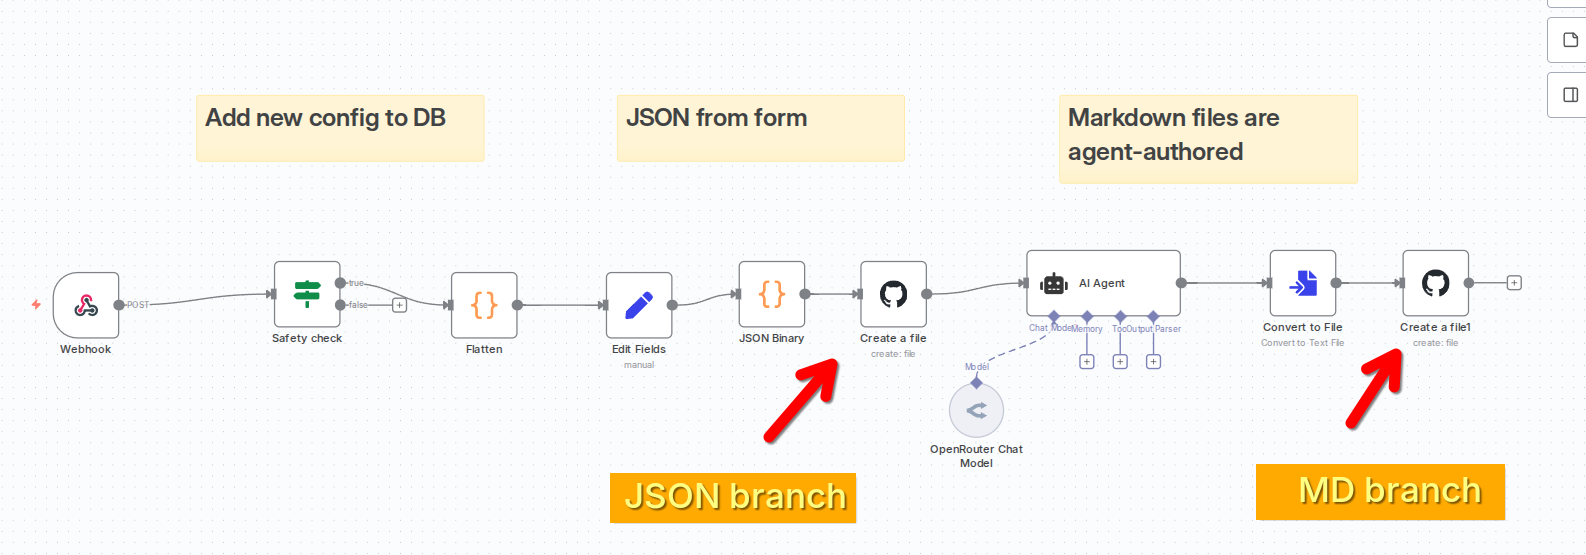 Add new config to DB
JSON from form
Markdown files are
agent-authored
POST
true
false
AI Agent
Webhook
Safety check
Flatten
Edit Fields
manual
JSON Binary
Create a file
create: file
Chat Model
Memory
Output Parser
Convert to File
Convert to Text File
Create a file1
create: file
Model
OpenRouter Chat
Model
JSON branch
MD branch